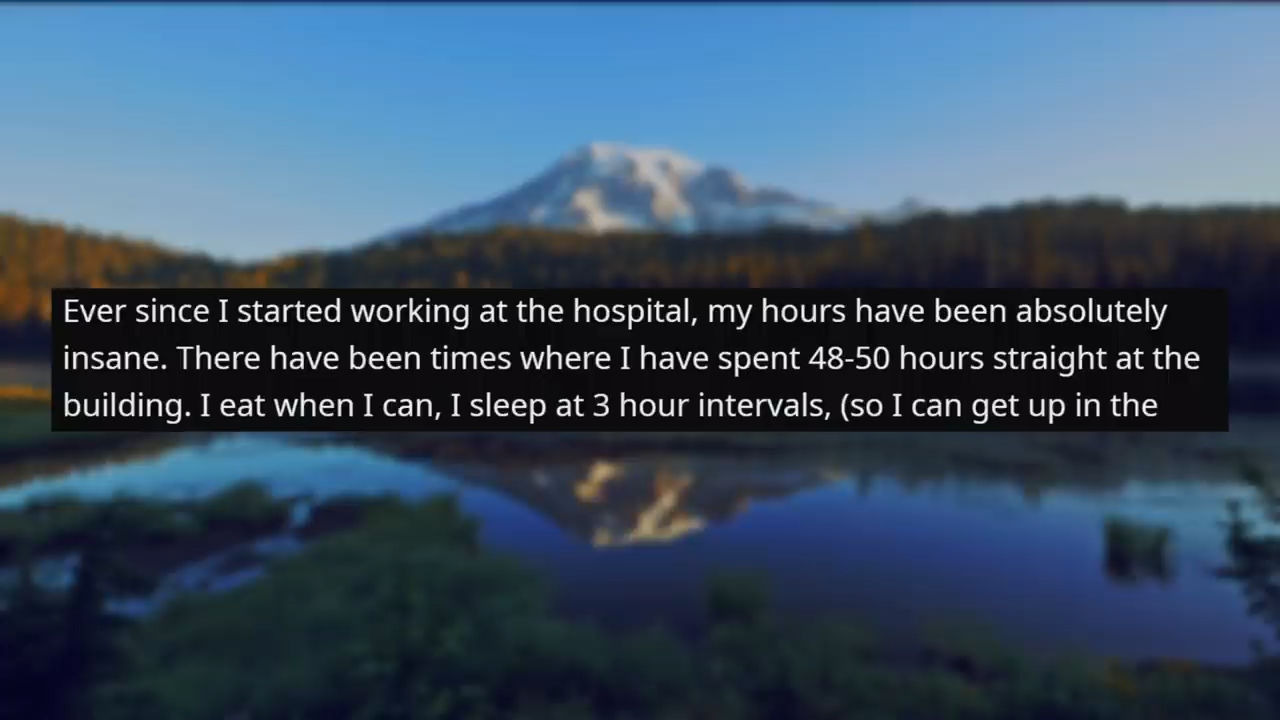 Ever since I started working at the hospital, my hours have been absolutely
insane. There have been times where I have spent 48-50 hours straight at the
building. I eat when I can, I sleep at 3 hour intervals, (so I can get up in the